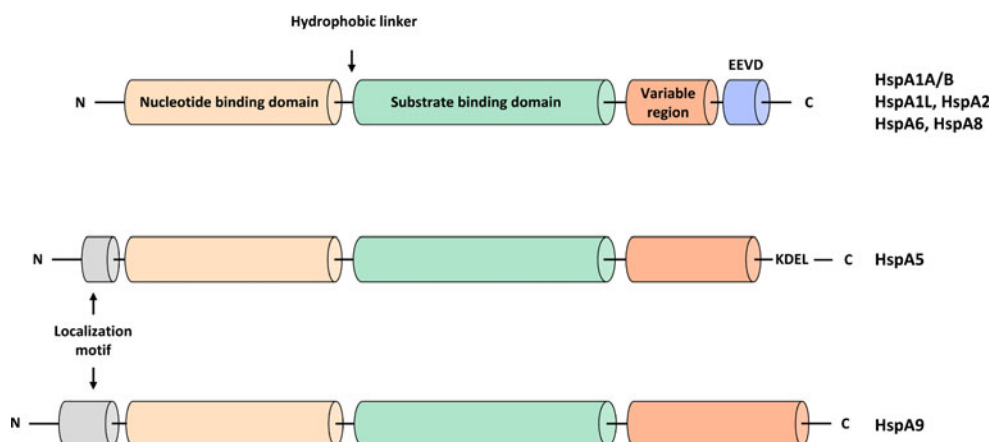 Hydrophobic linker
EEVD
N
Nucleotide binding domain
Substrate binding domain
Variable
region
C
HspA1A/B
HspA1L, HspA2
HspA6, HspA8
N
KDEL
C
HspA5
Localization
motif
N
C
HspA9